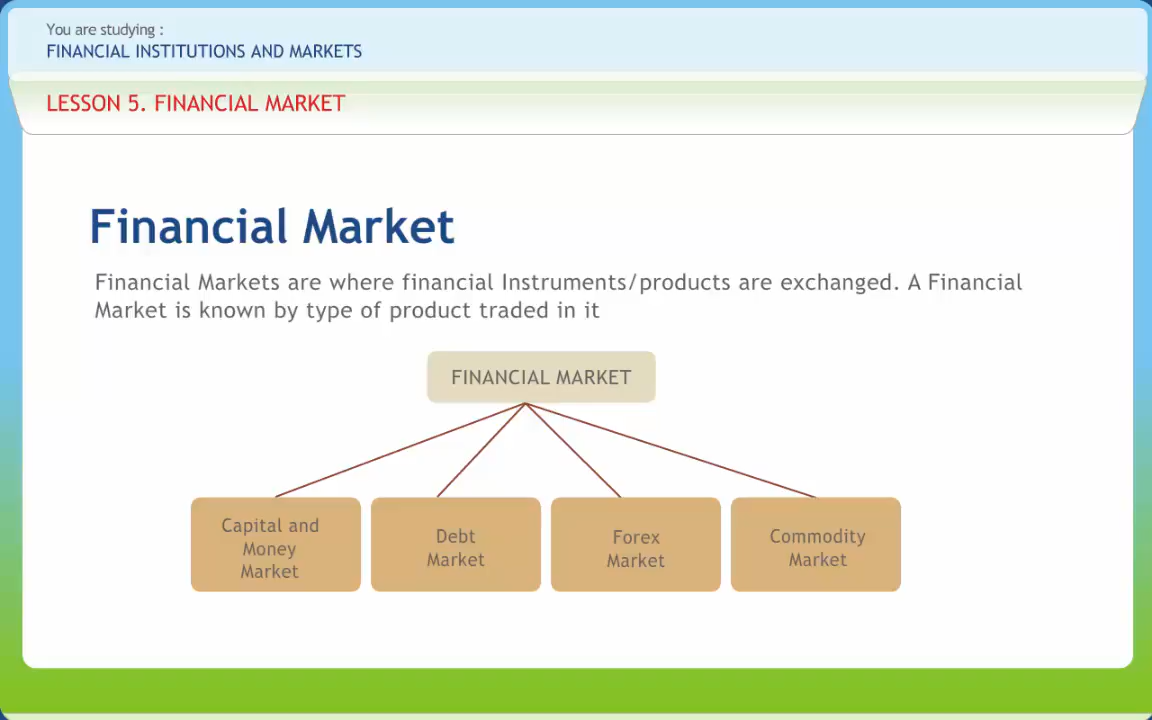 You are studying :
FINANCIAL INSTITUTIONS AND MARKETS
LESSON 5. FINANCIAL MARKET
Financial Market
Financial Markets are where financial Instruments/products are exchanged. A Financial
Market is known by type of product traded in it
FINANCIAL MARKET
Capital and
Money
Market
Debt
Market
Forex
Market
Commodity
Market